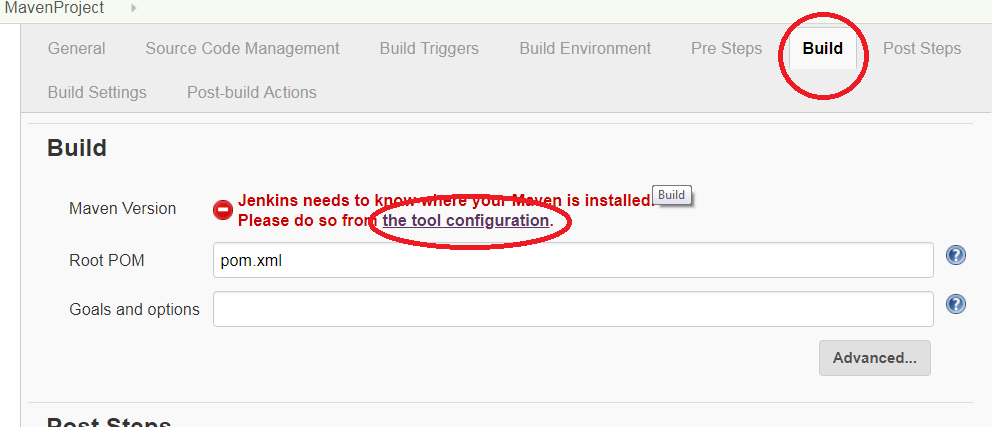 MavenProject
General Source Code Management Build Triggers Build Environment Pre Steps Build Post Steps
Build Settings Post-build Actions
Build
Maven Version
Jenkins needs to know where your Maven is installed.
Build
Please do so from the tool configuration.
Root POM pom.xml
Goals and options
Advanced...
Post Steps